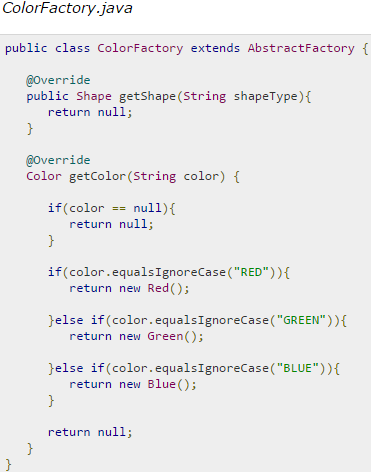 ColorFactory.java
public class ColorFactory extends AbstractFactory {
@Override
public Shape getShape(String shapeType){
return null;
}
@Override
Color getColor(String color) {
if(color == null){
return null;
}
if(color.equalsIgnoreCase("RED")){
return new Red();
}else if(color.equalsIgnoreCase("GREEN")){
return new Green();
}else if(color.equalsIgnoreCase("BLUE")){
return new Blue();
}
return null;
}
}